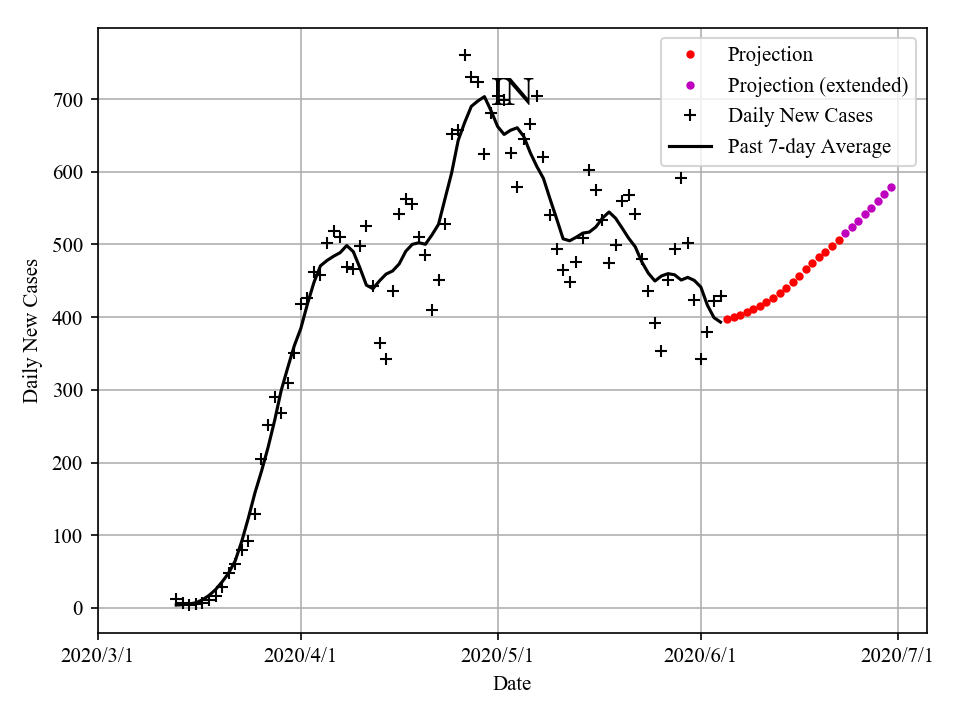 IN
Projection
Projection (extended)
Daily New Cases
Past 7-day Average
Daily New Cases
700
600
500
400
300
200
100
0
2020/3/1 2020/4/1 2020/5/1 2020/6/1 2020/7/1
Date